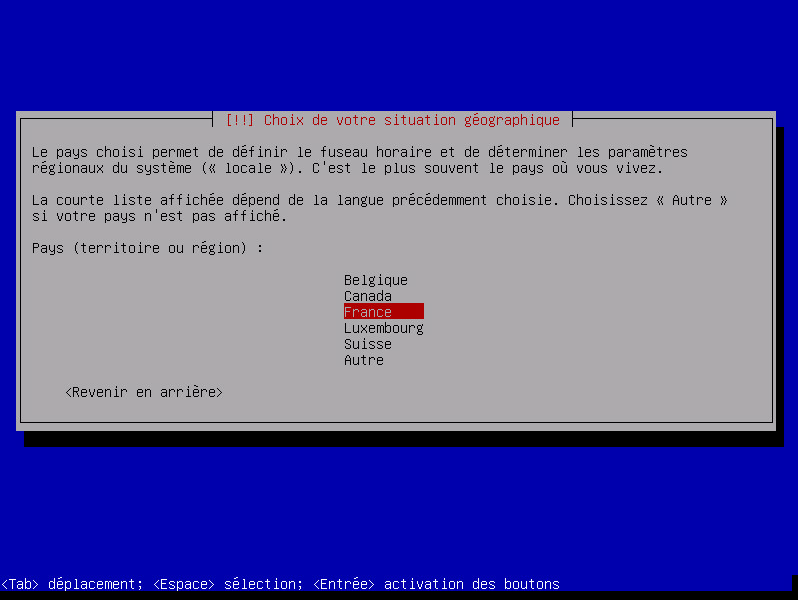 [!!] Choix de votre situation géographique
Le pays choisi permet de définir le fuseau horaire et de déterminer les paramètres
régionaux du système (« locale »). C'est le plus souvent le pays où vous vivez.
La courte liste affichée dépend de la langue précédemment choisie. Choisissez « Autre »
si votre pays n'est pas affiché.
Pays (territoire ou région) :
Belgique
Canada
France
Luxembourg
Suisse
Autre
<Revenir en arrière>
<Tab> déplacement; <Espace> sélection; <Entrée> activation des boutons